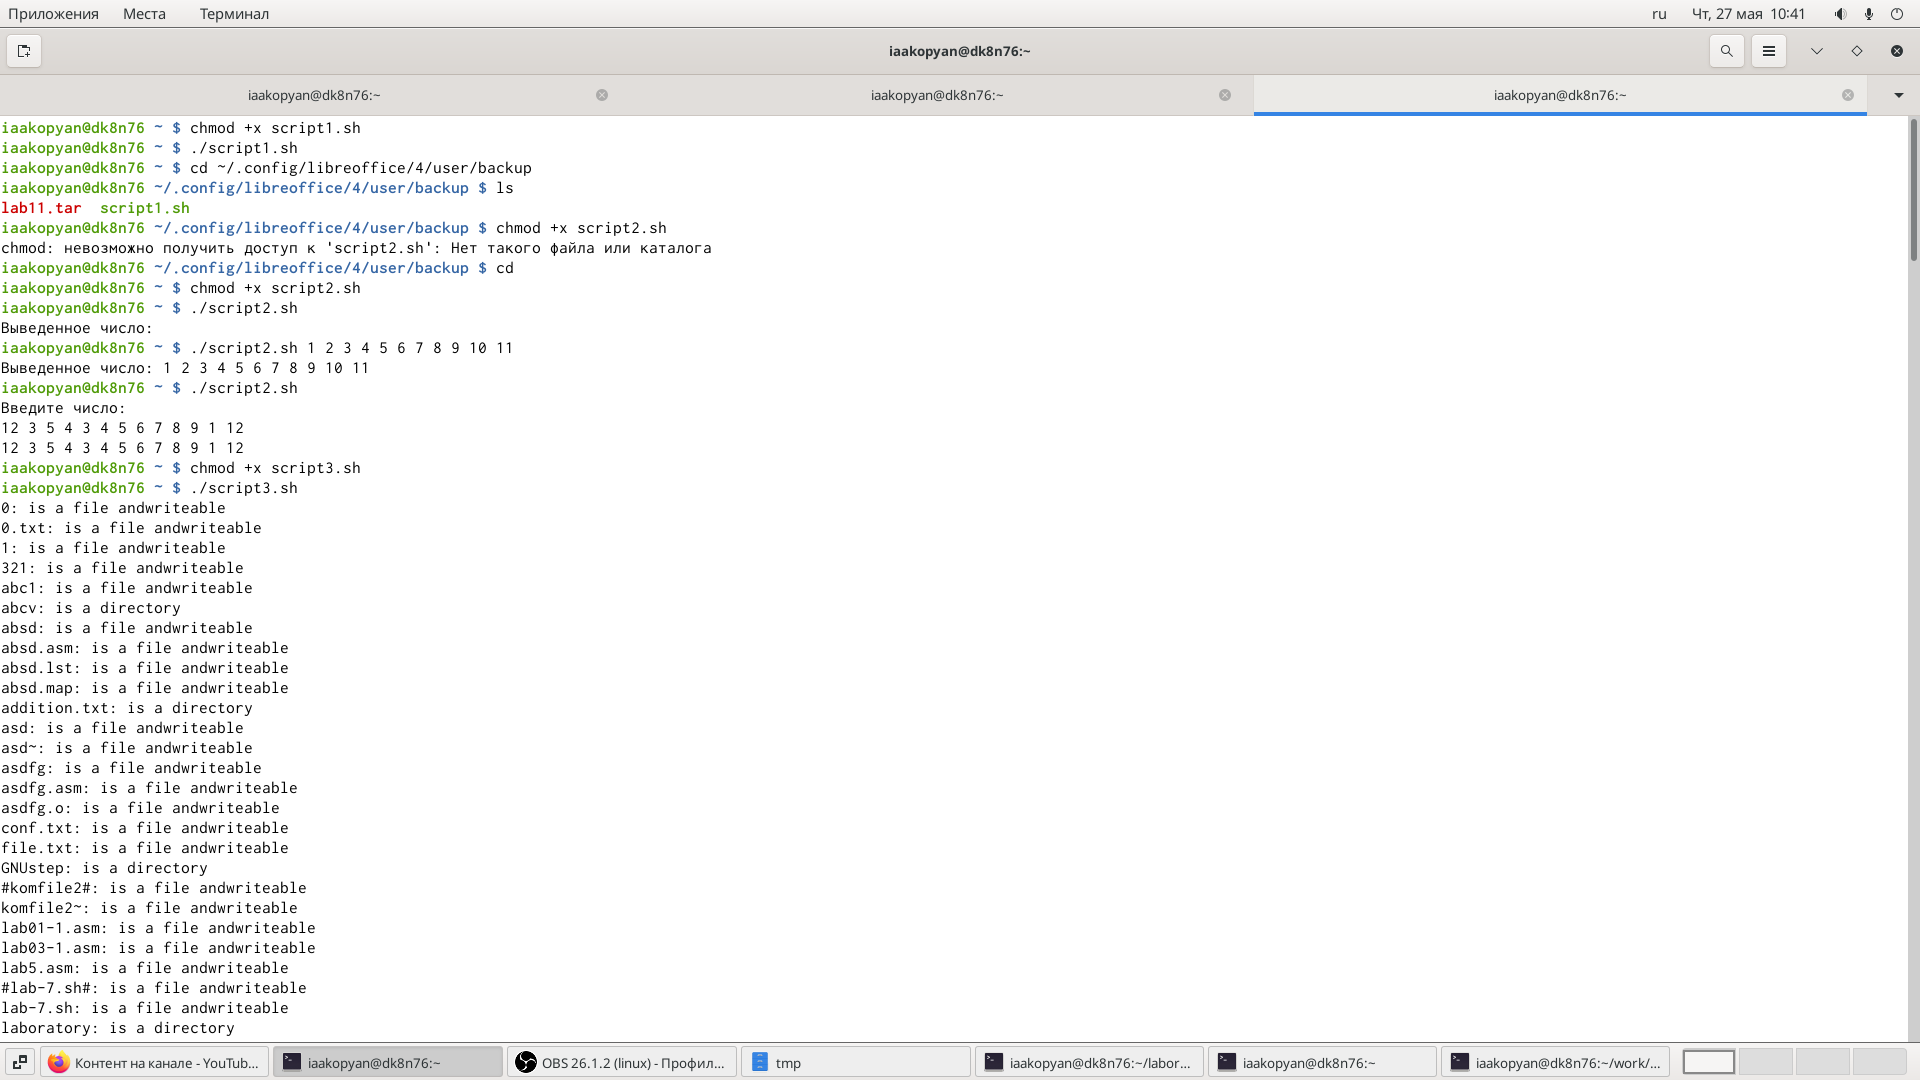 Приложения Места Терминал ru Чт, 27 мая 10:41
iaakopyan@dk8n76:~
iaakopyan@dk8n76:~ iaakopyan@dk8n76:~ iaakopyan@dk8n76:~
iaakopyan@dk8n76 ~ $ chmod +x script1.sh
iaakopyan@dk8n76 ~ $ ./script1.sh
iaakopyan@dk8n76 ~ $ cd ~/.config/libreoffice/4/user/backup
iaakopyan@dk8n76 ~/.config/libreoffice/4/user/backup $ ls
lab11.tar script1.sh
iaakopyan@dk8n76 ~/.config/libreoffice/4/user/backup $ chmod +x script2.sh
chmod: невозможно получить доступ к 'script2.sh': Нет такого файла или каталога
iaakopyan@dk8n76 ~/.config/libreoffice/4/user/backup $ cd
iaakopyan@dk8n76 ~ $ chmod +x script2.sh
iaakopyan@dk8n76 ~ $ ./script2.sh
Выведенное число:
iaakopyan@dk8n76 ~ $ ./script2.sh 1 2 3 4 5 6 7 8 9 10 11
Выведенное число: 1 2 3 4 5 6 7 8 9 10 11
iaakopyan@dk8n76 ~ $ ./script2.sh
Введите число:
12 3 5 4 3 4 5 6 7 8 9 1 12
12 3 5 4 3 4 5 6 7 8 9 1 12
iaakopyan@dk8n76 ~ $ chmod +x script3.sh
iaakopyan@dk8n76 ~ $ ./script3.sh
0: is a file andwriteable
0.txt: is a file andwriteable
1: is a file andwriteable
321: is a file andwriteable
abc1: is a file andwriteable
abcv: is a directory
absd: is a file andwriteable
absd.asm: is a file andwriteable
absd.lst: is a file andwriteable
absd.map: is a file andwriteable
addition.txt: is a directory
asd: is a file andwriteable
asd~: is a file andwriteable
asdfg: is a file andwriteable
asdfg.asm: is a file andwriteable
asdfg.o: is a file andwriteable
conf.txt: is a file andwriteable
file.txt: is a file andwriteable
GNUstep: is a directory
#komfile2#: is a file andwriteable
komfile2~: is a file andwriteable
lab01-1.asm: is a file andwriteable
lab03-1.asm: is a file andwriteable
lab5.asm: is a file andwriteable
#lab-7.sh#: is a file andwriteable
lab-7.sh: is a file andwriteable
laboratory: is a directory
Контент на канале - YouTub... iaakopyan@dk8n76:~ OBS 26.1.2 (linux) - Профил... tmp iaakopyan@dk8n76:~/labor... iaakopyan@dk8n76:~ iaakopyan@dk8n76:~/work/...